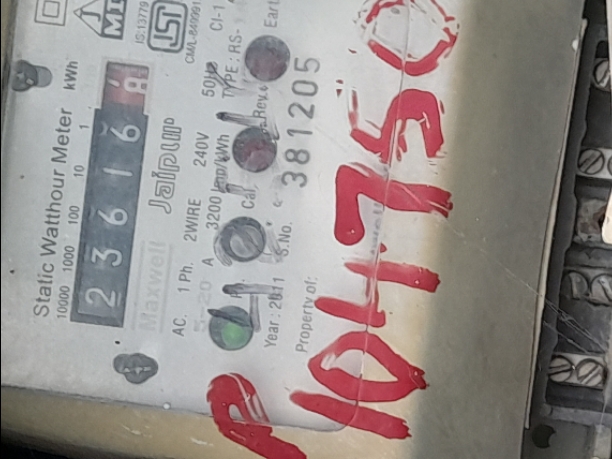 Static Watthour Meter kWh
10000 1000 100 10 1
2 3 6 1 6 8
Maxwell Jaipur
AC. 1 Ph. 2WIRE 240V 50Hz CI-1
5-20 A 3200 Imp/kWh TYPE: RS-
Cal. Rev. Earth
Year: 2011 S.No. 381205
Property of:
IS:13779
CM/L-849991
P 104750